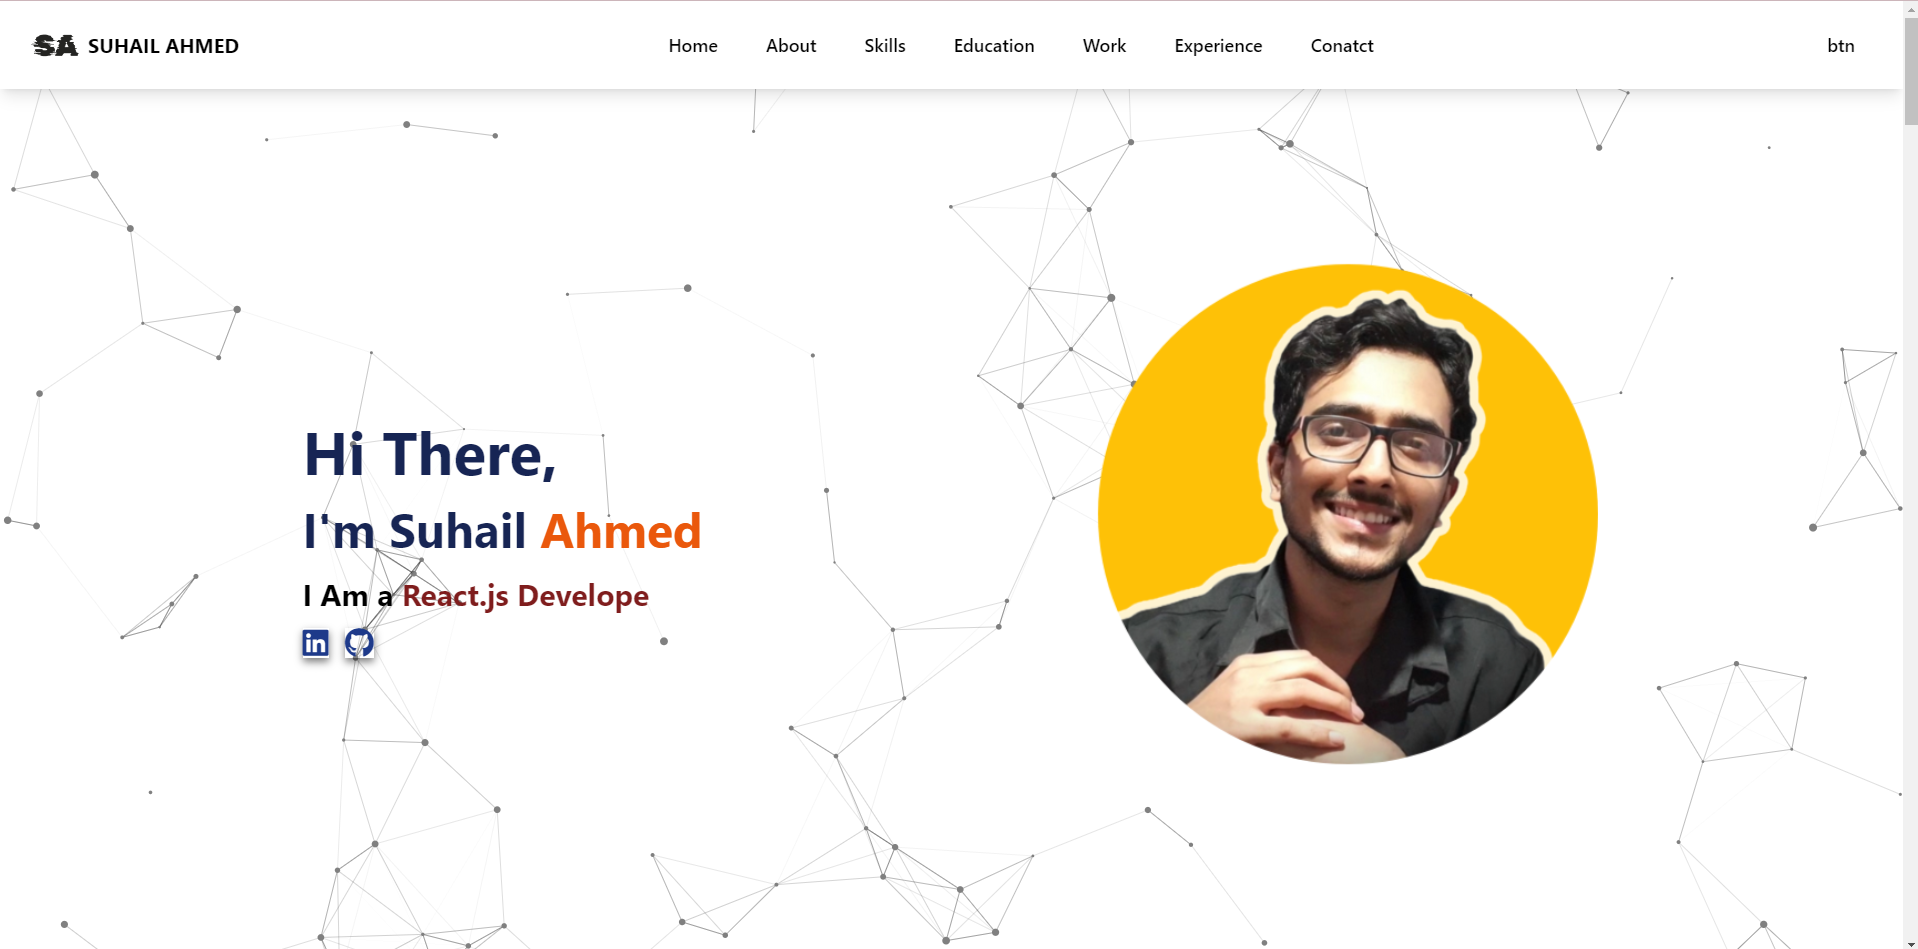 SA SUHAIL AHMED
Home About Skills Education Work Experience Conatct btn
Hi There,
I'm Suhail Ahmed
I Am a React.js Develope
in